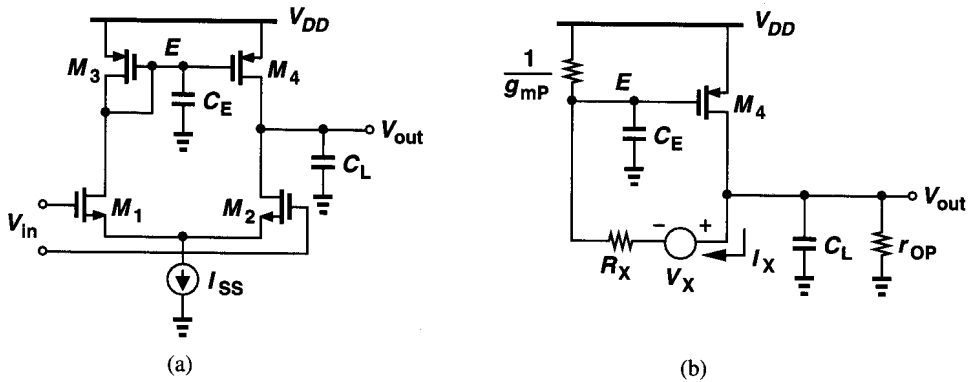 (a)
V_DD
E
M_3
M_4
C_E
V_out
C_L
M_1
M_2
V_in
I_SS
(b)
V_DD
1
g_mP
E
M_4
C_E
V_out
− +
R_X
V_X
I_X
C_L
r_OP